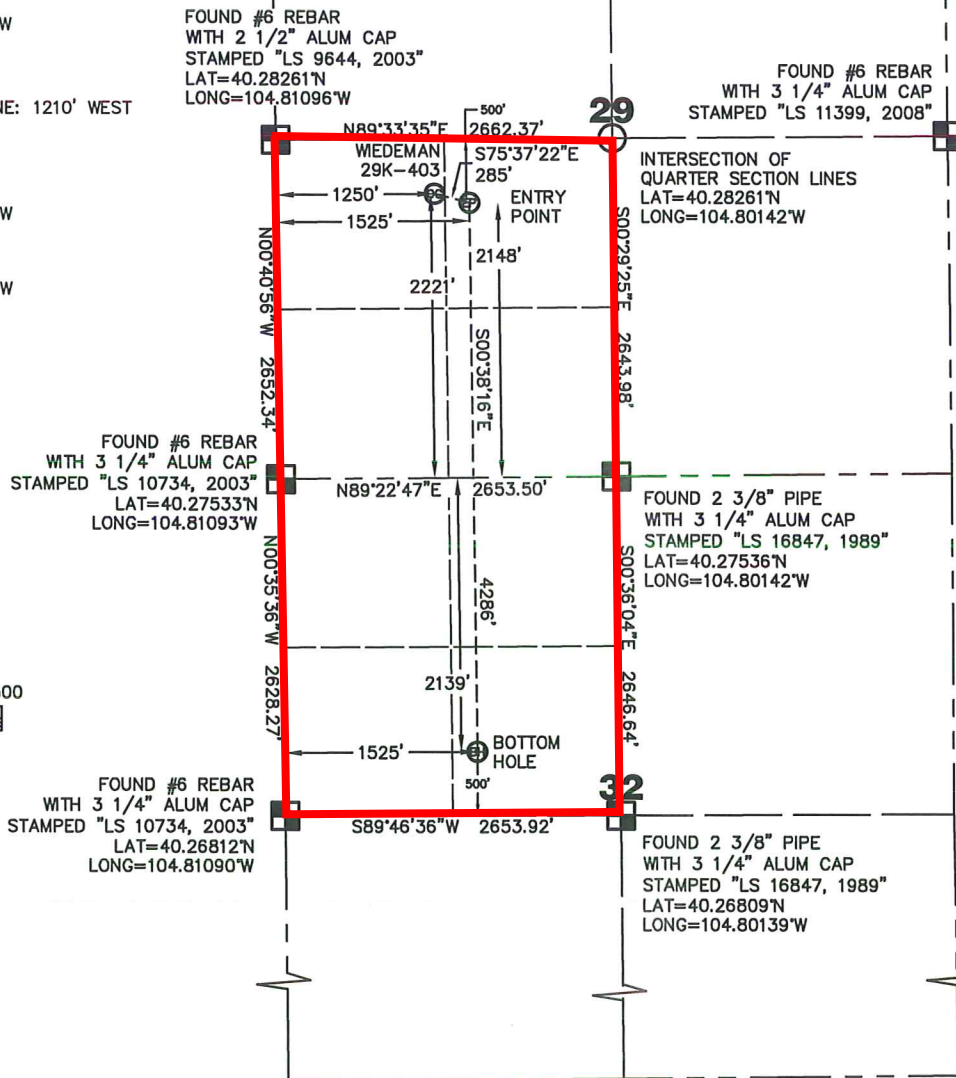 W
FOUND #6 REBAR
WITH 2 1/2" ALUM CAP
STAMPED "LS 9644, 2003"
LAT=40.28261°N
LONG=104.81096°W
NE: 1210' WEST
FOUND #6 REBAR
WITH 3 1/4" ALUM CAP
STAMPED "LS 11399, 2008"
500'
29
N89°33'35"E 2662.37'
WIEDEMAN
29K-403
S75°37'22"E
285'
INTERSECTION OF
QUARTER SECTION LINES
LAT=40.28261°N
LONG=104.80142°W
1250'
ENTRY
POINT
1525'
W
W
N00°40'56"W 2652.34'
2221'
2148'
S00°38'16"E
S00°29'25"E 2643.98'
FOUND #6 REBAR
WITH 3 1/4" ALUM CAP
STAMPED "LS 10734, 2003"
LAT=40.27533°N
LONG=104.81093°W
N89°22'47"E 2653.50'
FOUND 2 3/8" PIPE
WITH 3 1/4" ALUM CAP
STAMPED "LS 16847, 1989"
LAT=40.27536°N
LONG=104.80142°W
N00°35'36"W 2628.27'
4286'
S00°36'04"E 2646.64'
2139'
00
1525'
BH
BOTTOM
HOLE
500'
32
FOUND #6 REBAR
WITH 3 1/4" ALUM CAP
STAMPED "LS 10734, 2003"
LAT=40.26812°N
LONG=104.81090°W
S89°46'36"W 2653.92'
FOUND 2 3/8" PIPE
WITH 3 1/4" ALUM CAP
STAMPED "LS 16847, 1989"
LAT=40.26809°N
LONG=104.80139°W